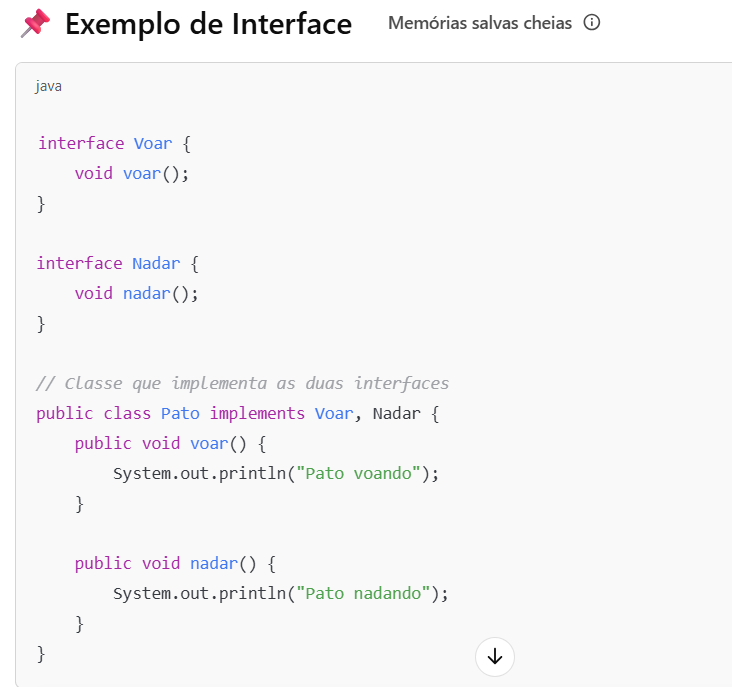 Exemplo de Interface
Memórias salvas cheias
java
interface Voar {
    void voar();
}
interface Nadar {
    void nadar();
}
// Classe que implementa as duas interfaces
public class Pato implements Voar, Nadar {
    public void voar() {
        System.out.println("Pato voando");
    }
    public void nadar() {
        System.out.println("Pato nadando");
    }
}